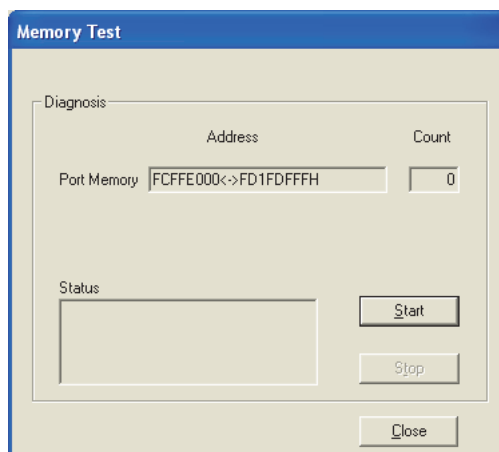 Memory Test
Diagnosis
Address Count
Port Memory FCFFE000<->FD1FDFFFH 0
Status
Start
Stop
Close